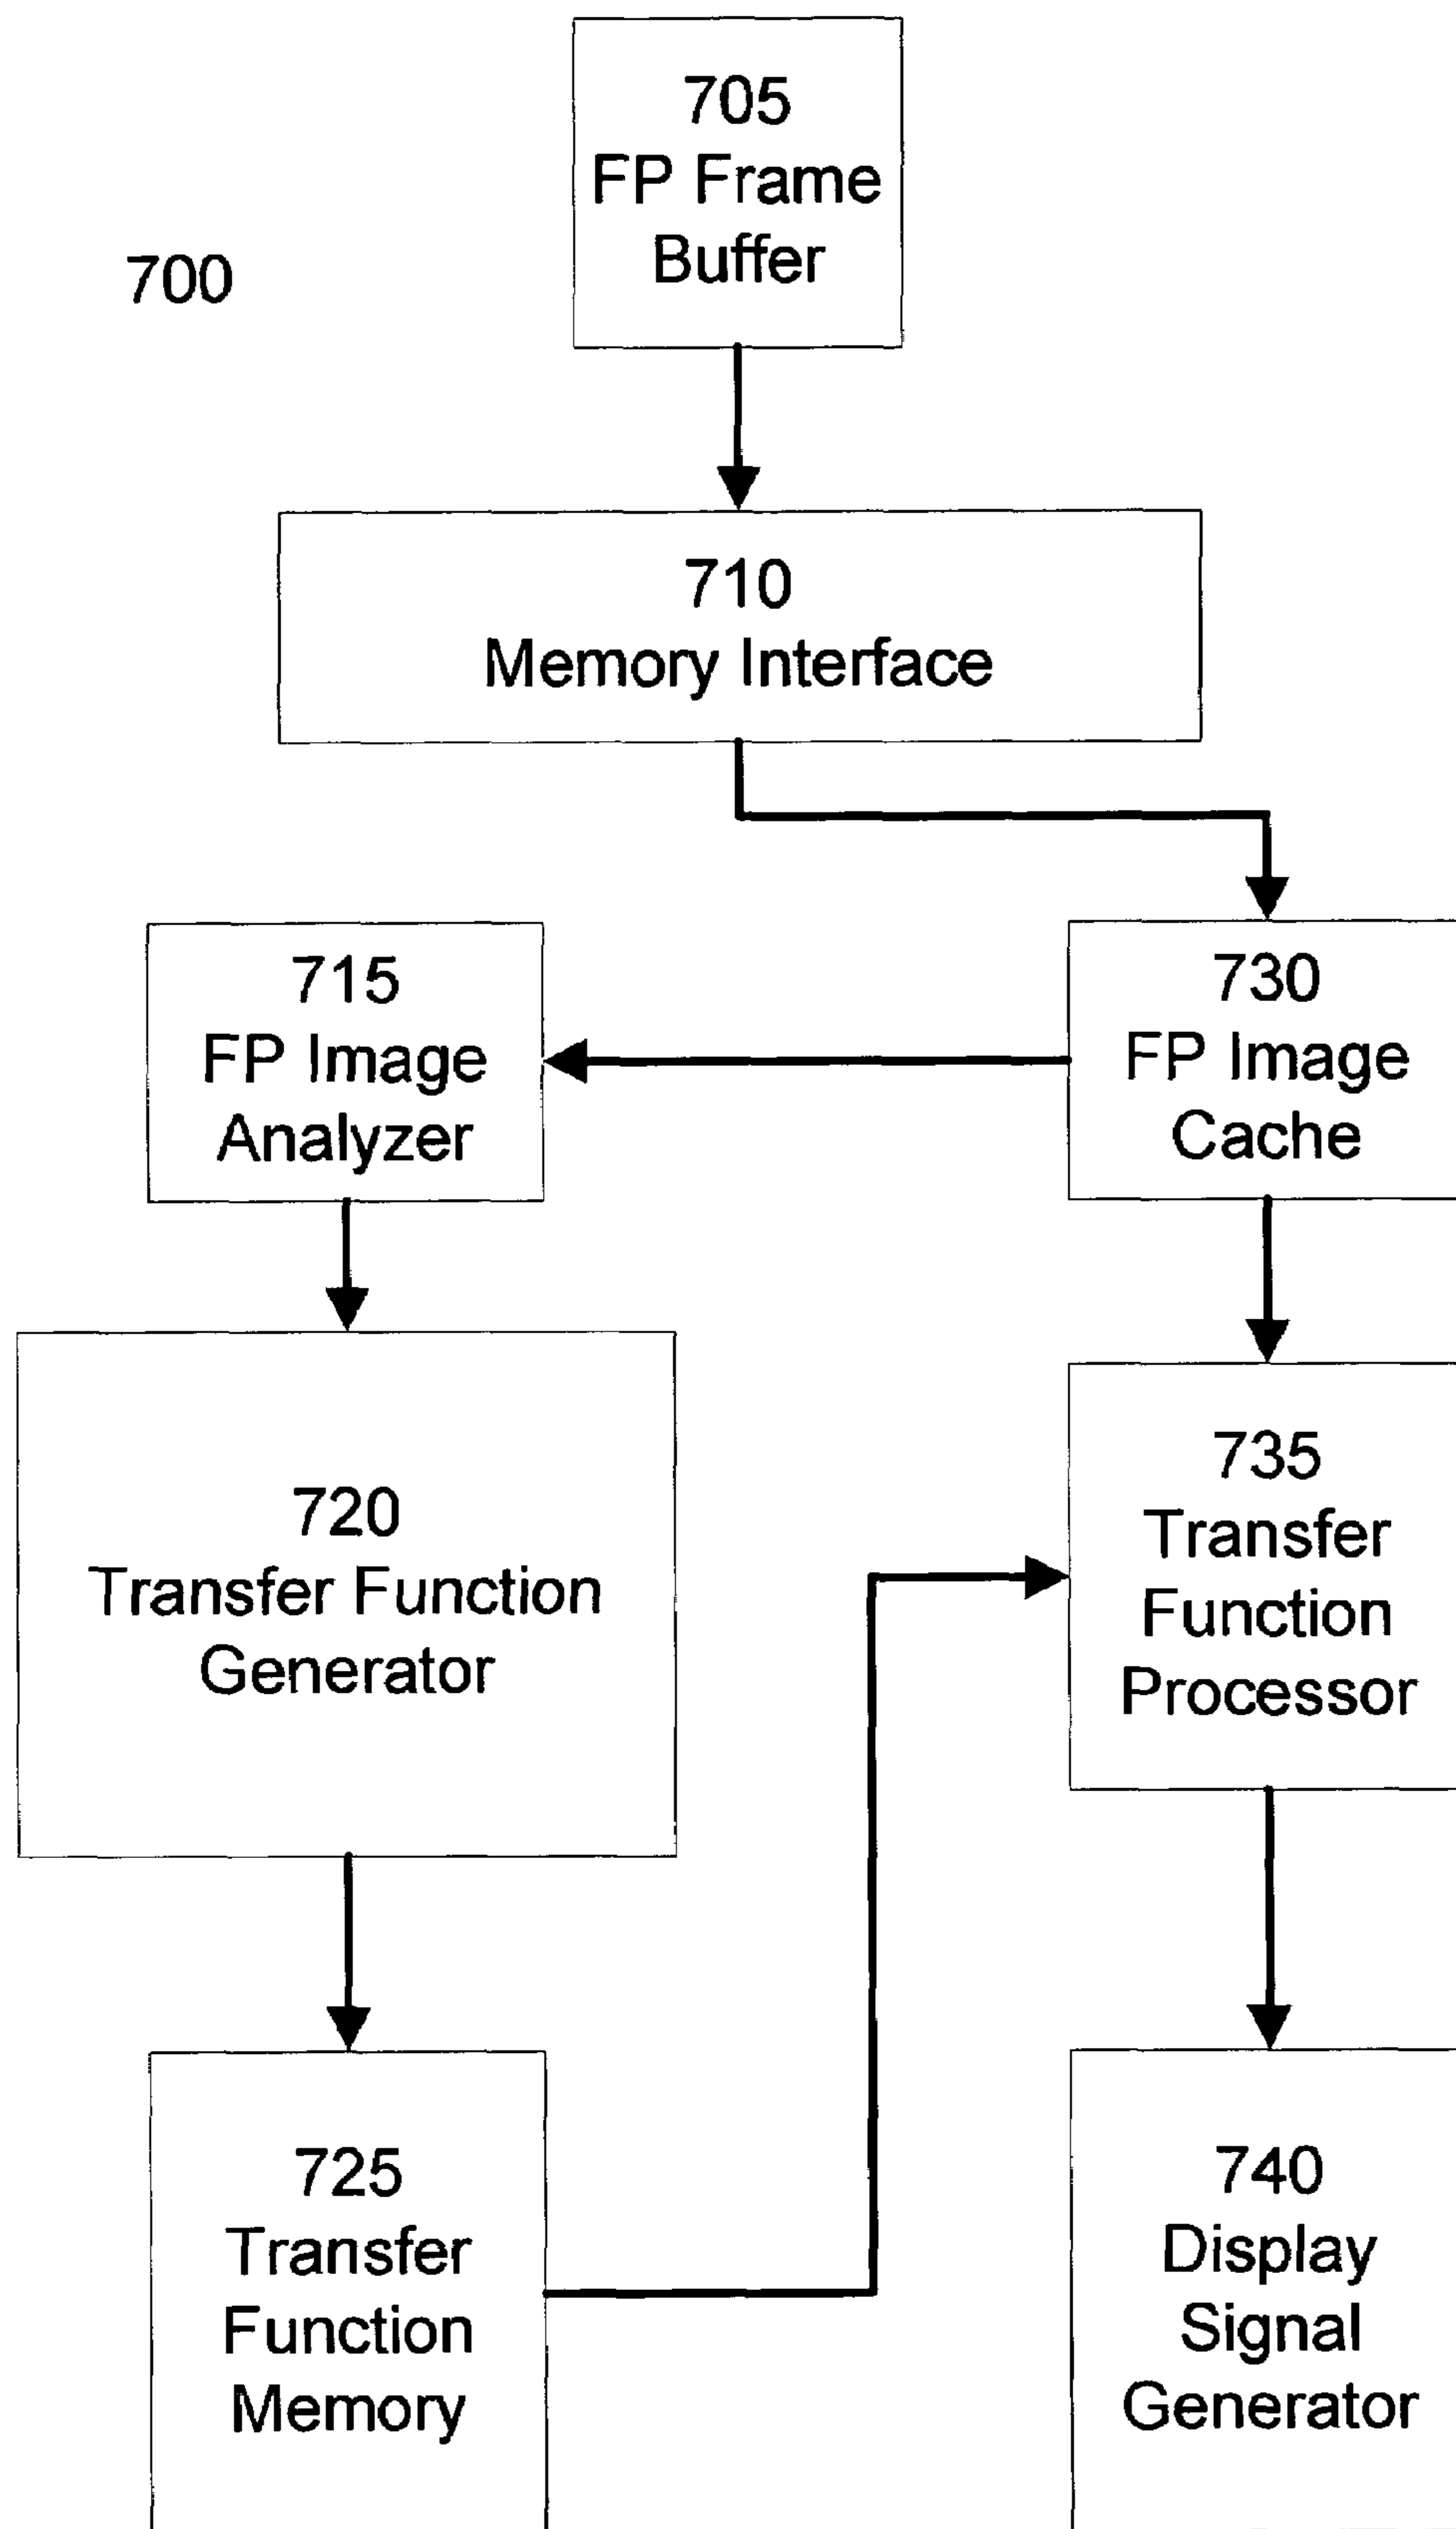 705
FP Frame
Buffer
700
710
Memory Interface
715
FP Image
Analyzer
730
FP Image
Cache
720
Transfer Function
Generator
735
Transfer
Function
Processor
725
Transfer
Function
Memory
740
Display
Signal
Generator